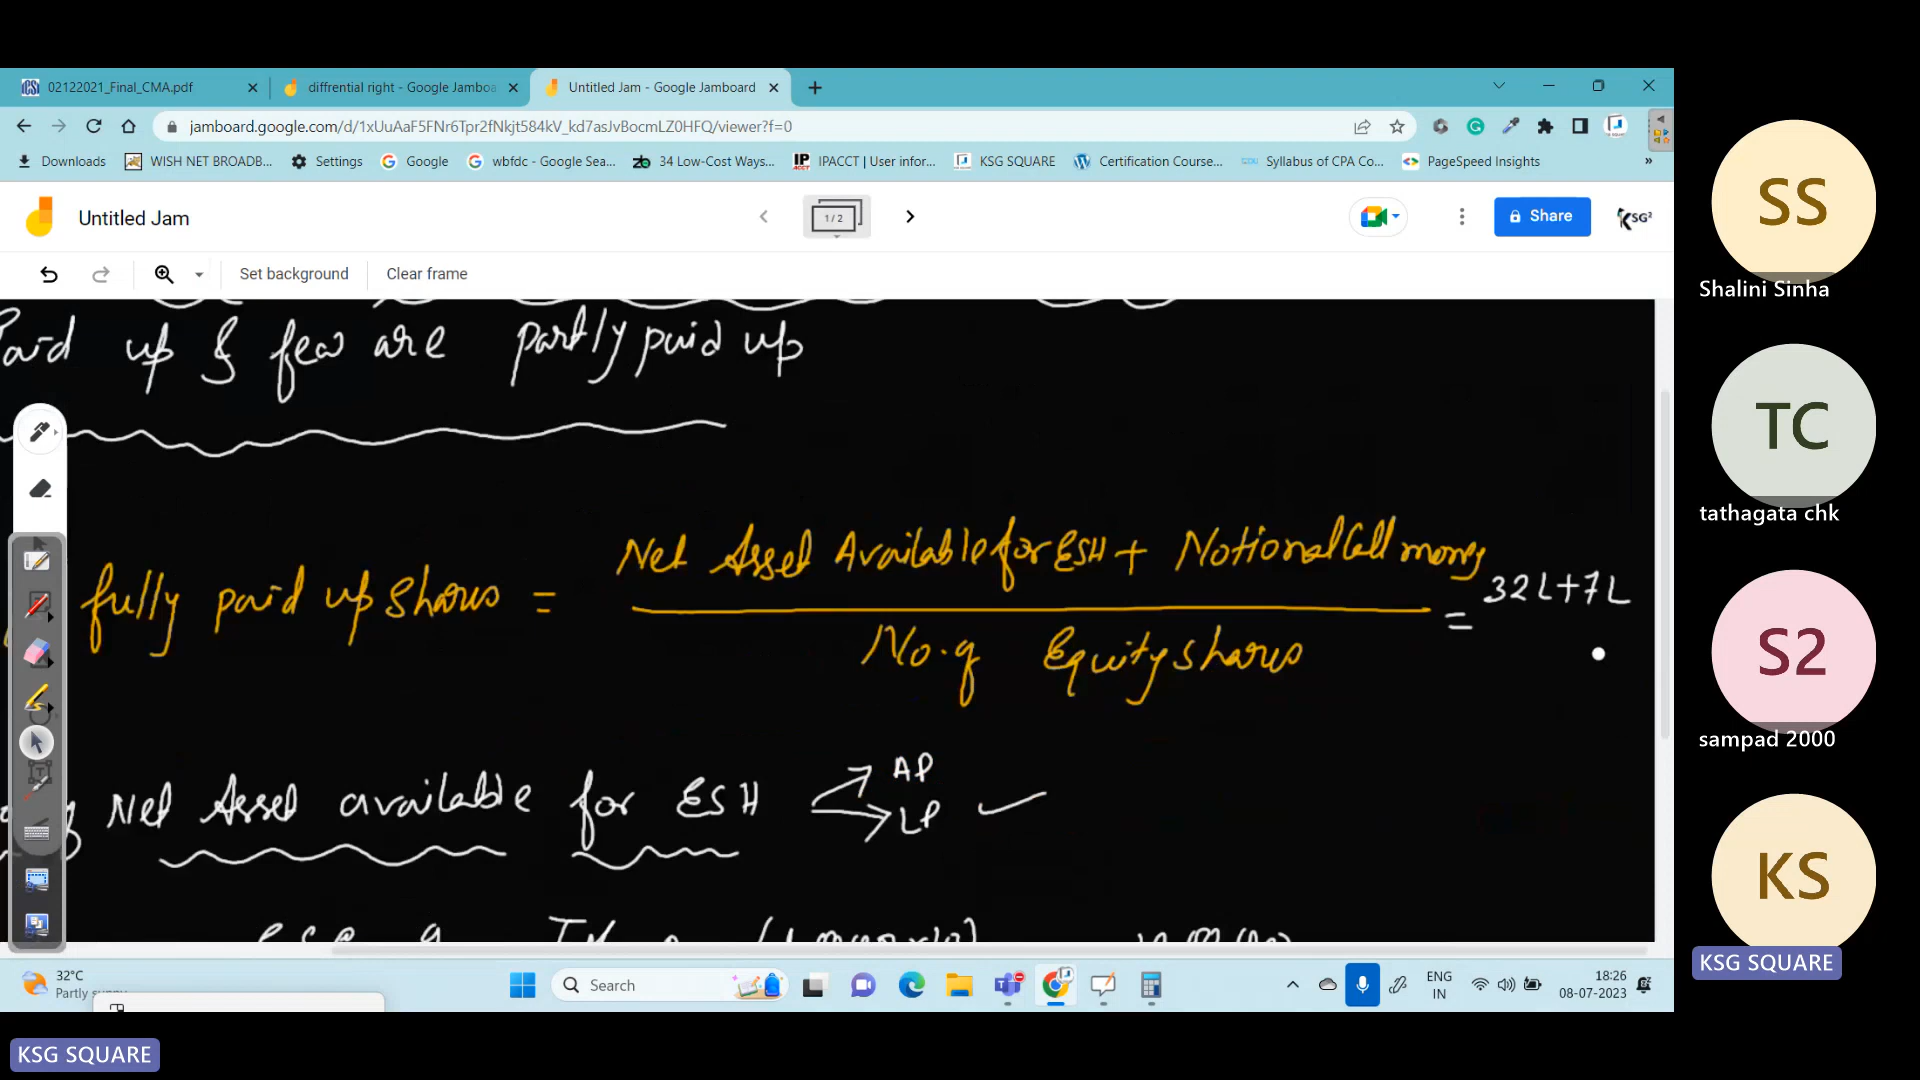 02122021_Final_CMA.pdf
diffrential right - Google Jamboa
Untitled Jam - Google Jamboard
jamboard.google.com/d/1xUuAaF5FNr6Tpr2fNkjt584kV_kd7asJvBocmLZ0HFQ/viewer?f=0
Downloads WISH NET BROADB... Settings Google wbfdc - Google Sea... 34 Low-Cost Ways... IPACCT | User infor... KSG SQUARE Certification Course... Syllabus of CPA Co... PageSpeed Insights »
Untitled Jam
1 / 2
Share
KSG²
Set background
Clear frame
Paid up & few are partly paid up
fully paid up shares = Net Asset Available for ESH + Notional Call money
No. of Equity shares
= 32L+7L
Net Asset available for ESH AP
LP
SS
Shalini Sinha
TC
tathagata chk
S2
sampad 2000
KS
KSG SQUARE
32°C
Partly sunny
Search
ENG
IN
18:26
08-07-2023
KSG SQUARE